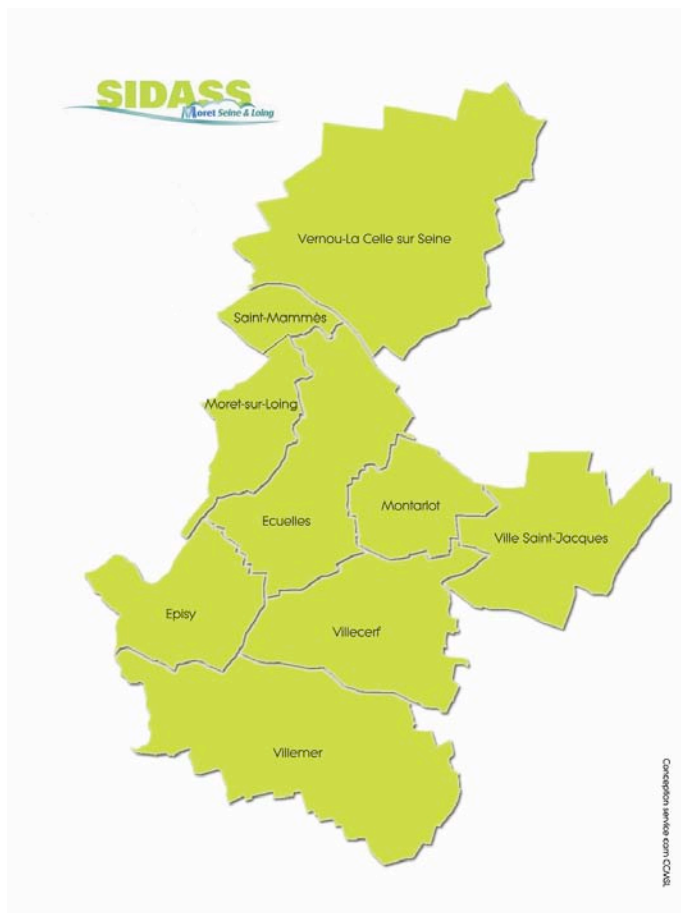 SIDASS
Moret Seine & Loing
Vernou-La Celle sur Seine
Saint-Mammès
Moret-sur-Loing
Montarlot
Ecuelles
Ville Saint-Jacques
Episy
Villecerf
Villemer
Conception service com CCMSL